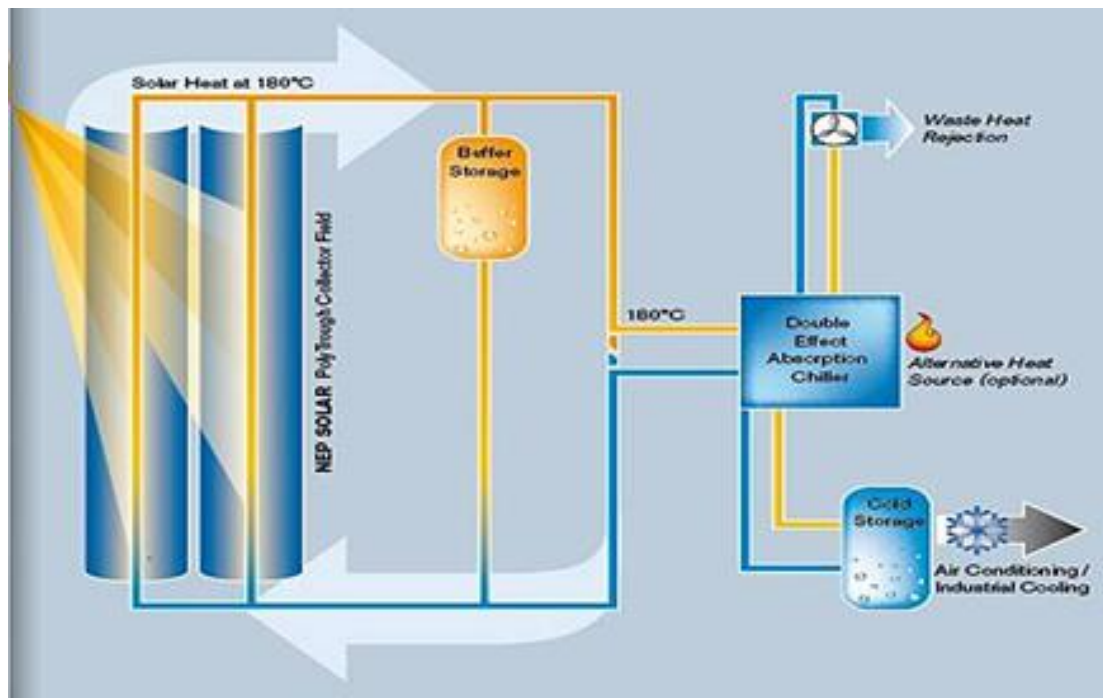 Solar Heat at 180°C
Buffer
Storage
NEP SOLAR PolyTrough Collector Field
180°C
Waste Heat
Rejection
Double
Effect
Absorption
Chiller
Alternative Heat
Source (optional)
Cold
Storage
Air Conditioning /
Industrial Cooling